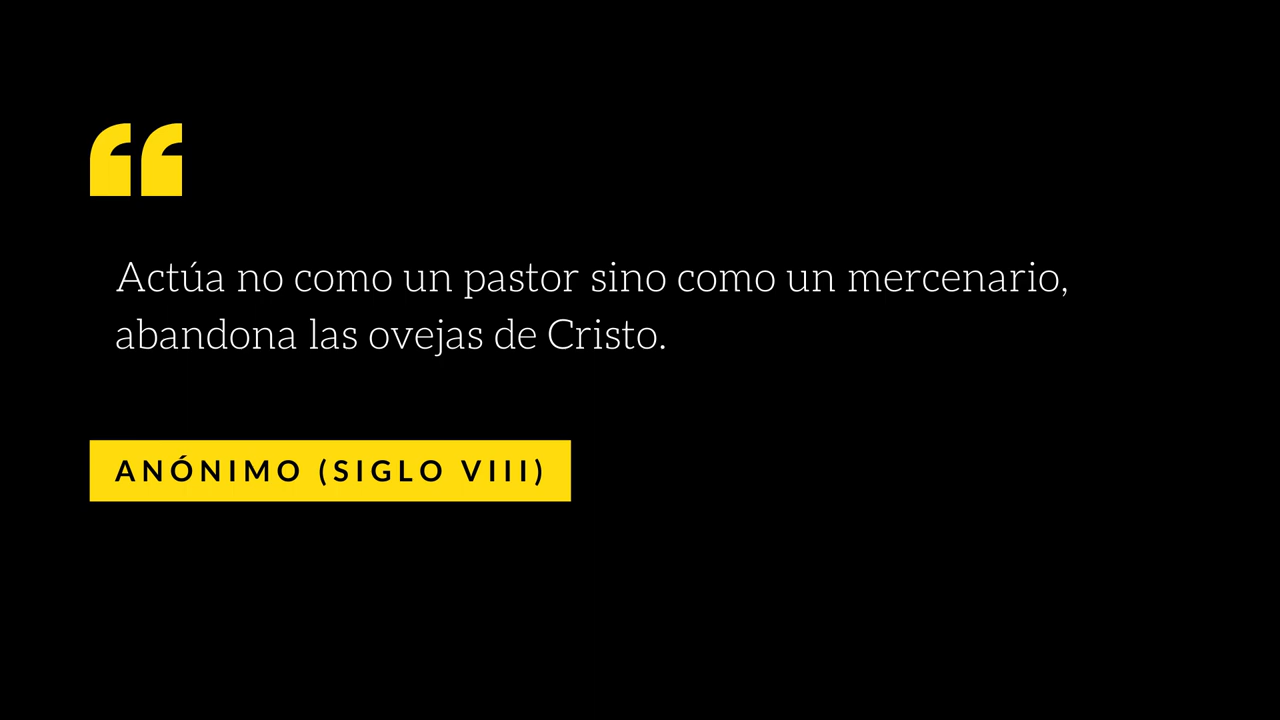 “
Actúa no como un pastor sino como un mercenario,
abandona las ovejas de Cristo.
ANÓNIMO (SIGLO VIII)